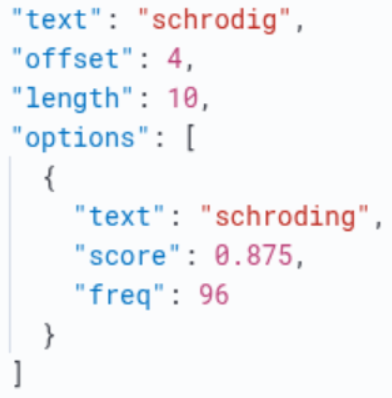 "text": "schrodig",
"offset": 4,
"length": 10,
"options": [
{
"text": "schroding",
"score": 0.875,
"freq": 96
}
]